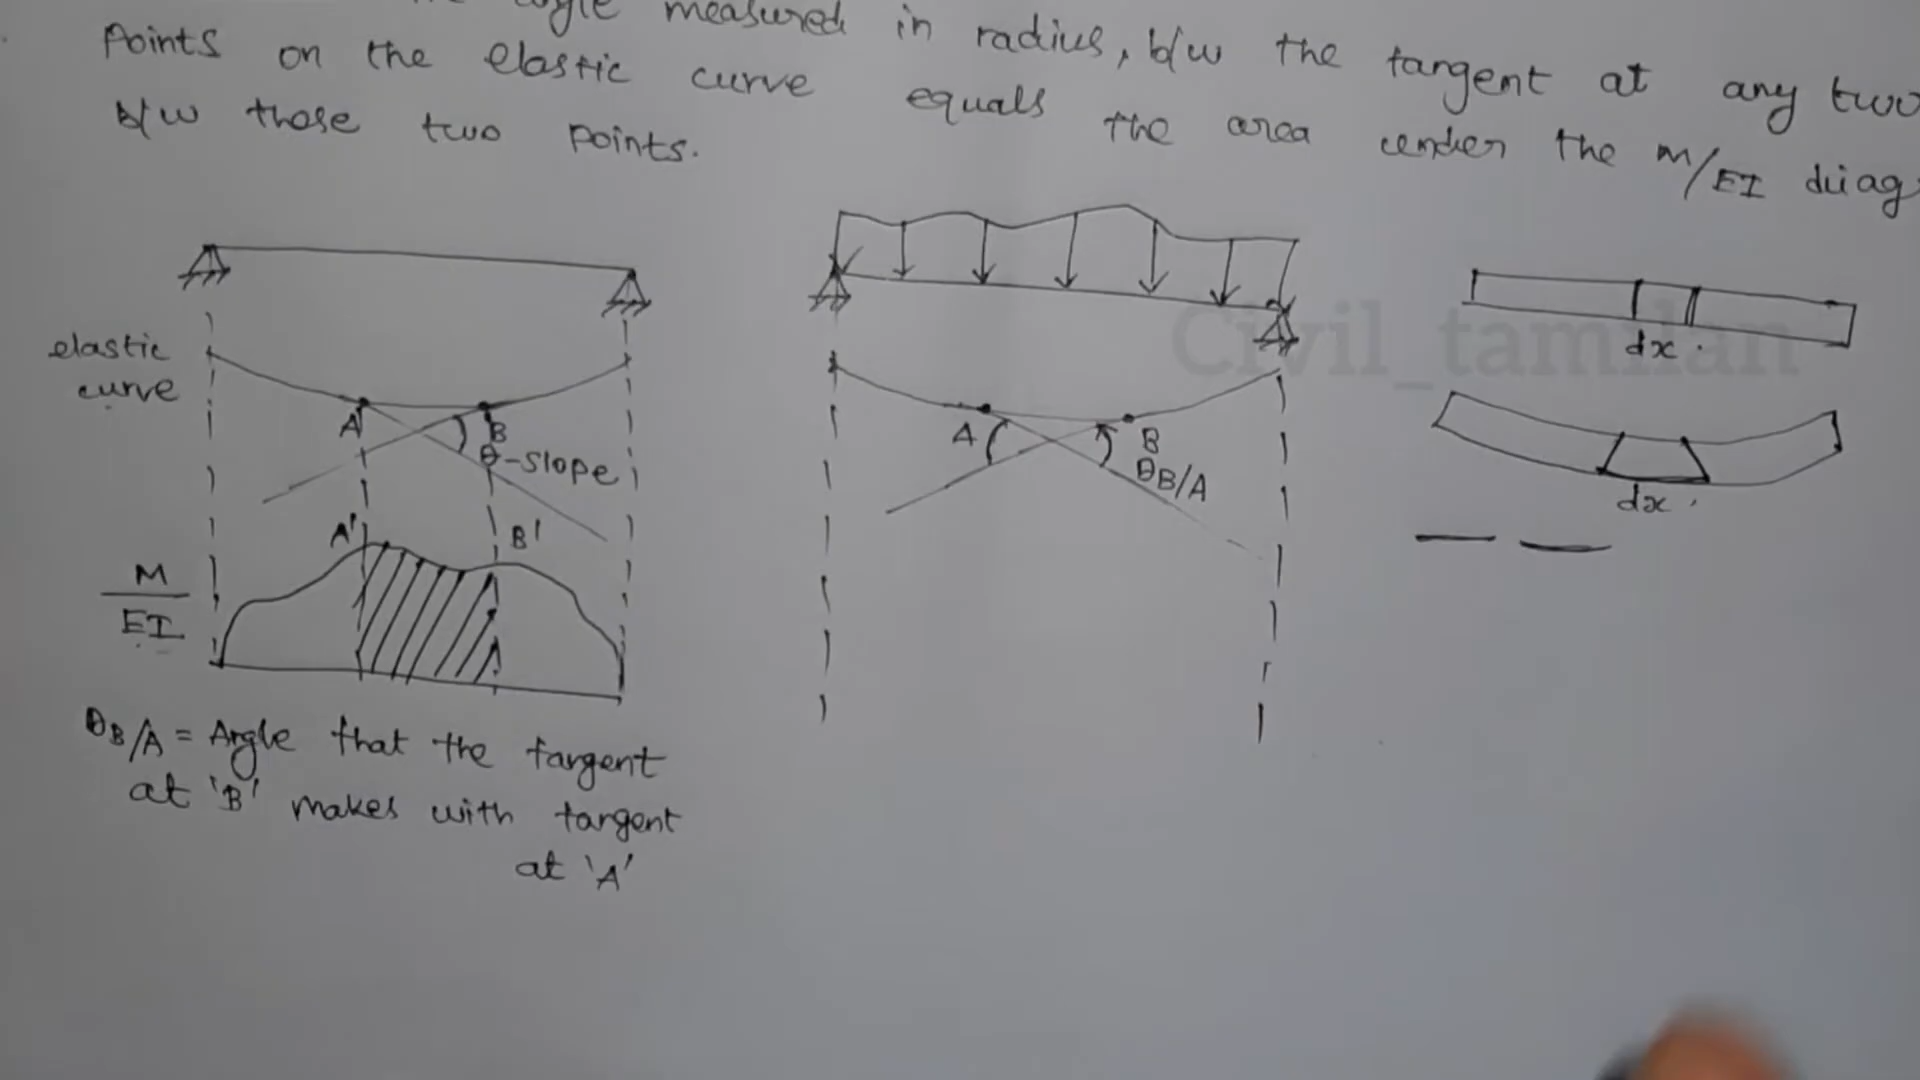 angle measured in radius, b/w the tangent at any two
Points on the elastic curve equals the area under the M/EI diag
b/w those two points.
elastic
curve
A
B
θ-slope
A'
B'
M
EI
θB/A = Angle that the tangent
at 'B' makes with tangent
at 'A'
A
B
θB/A
dx
dx
Civil_tamilan